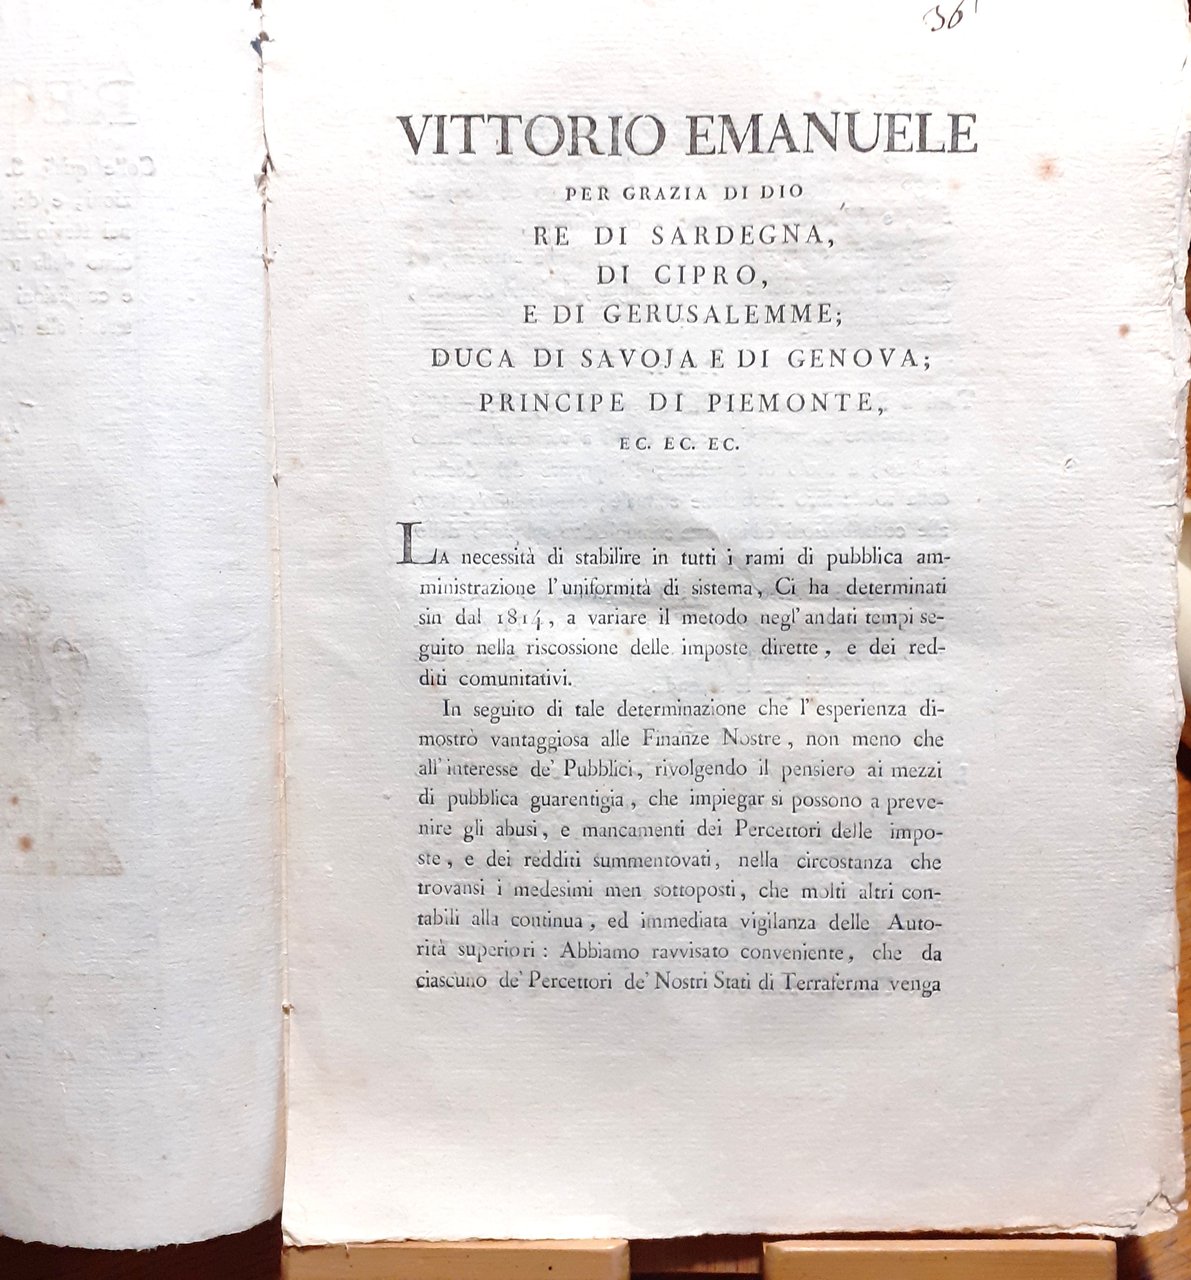 36
VITTORIO EMANUELE
PER GRAZIA DI DIO
RE DI SARDEGNA,
DI CIPRO,
E DI GERUSALEMME;
DUCA DI SAVOJA E DI GENOVA;
PRINCIPE DI PIEMONTE,
EC. EC. EC.
LA necessità di stabilire in tutti i rami di pubblica am-
ministrazione l'uniformità di sistema, Ci ha determinati
sin dal 1814, a variare il metodo negl'andati tempi se-
guito nella riscossione delle imposte dirette, e dei red-
diti comunitativi.
In seguito di tale determinazione che l'esperienza di-
mostrò vantaggiosa alle Finanze Nostre, non meno che
all'interesse de' Pubblici, rivolgendo il pensiero ai mezzi
di pubblica guarentigia, che impiegar si possono a preve-
nire gli abusi, e mancamenti dei Percettori delle impo-
ste, e dei redditi summentovati, nella circostanza che
trovansi i medesimi men sottoposti, che molti altri con-
tabili alla continua, ed immediata vigilanza delle Auto-
rità superiori: Abbiamo ravvisato conveniente, che da
ciascuno de' Percettori de' Nostri Stati di Terraferma venga